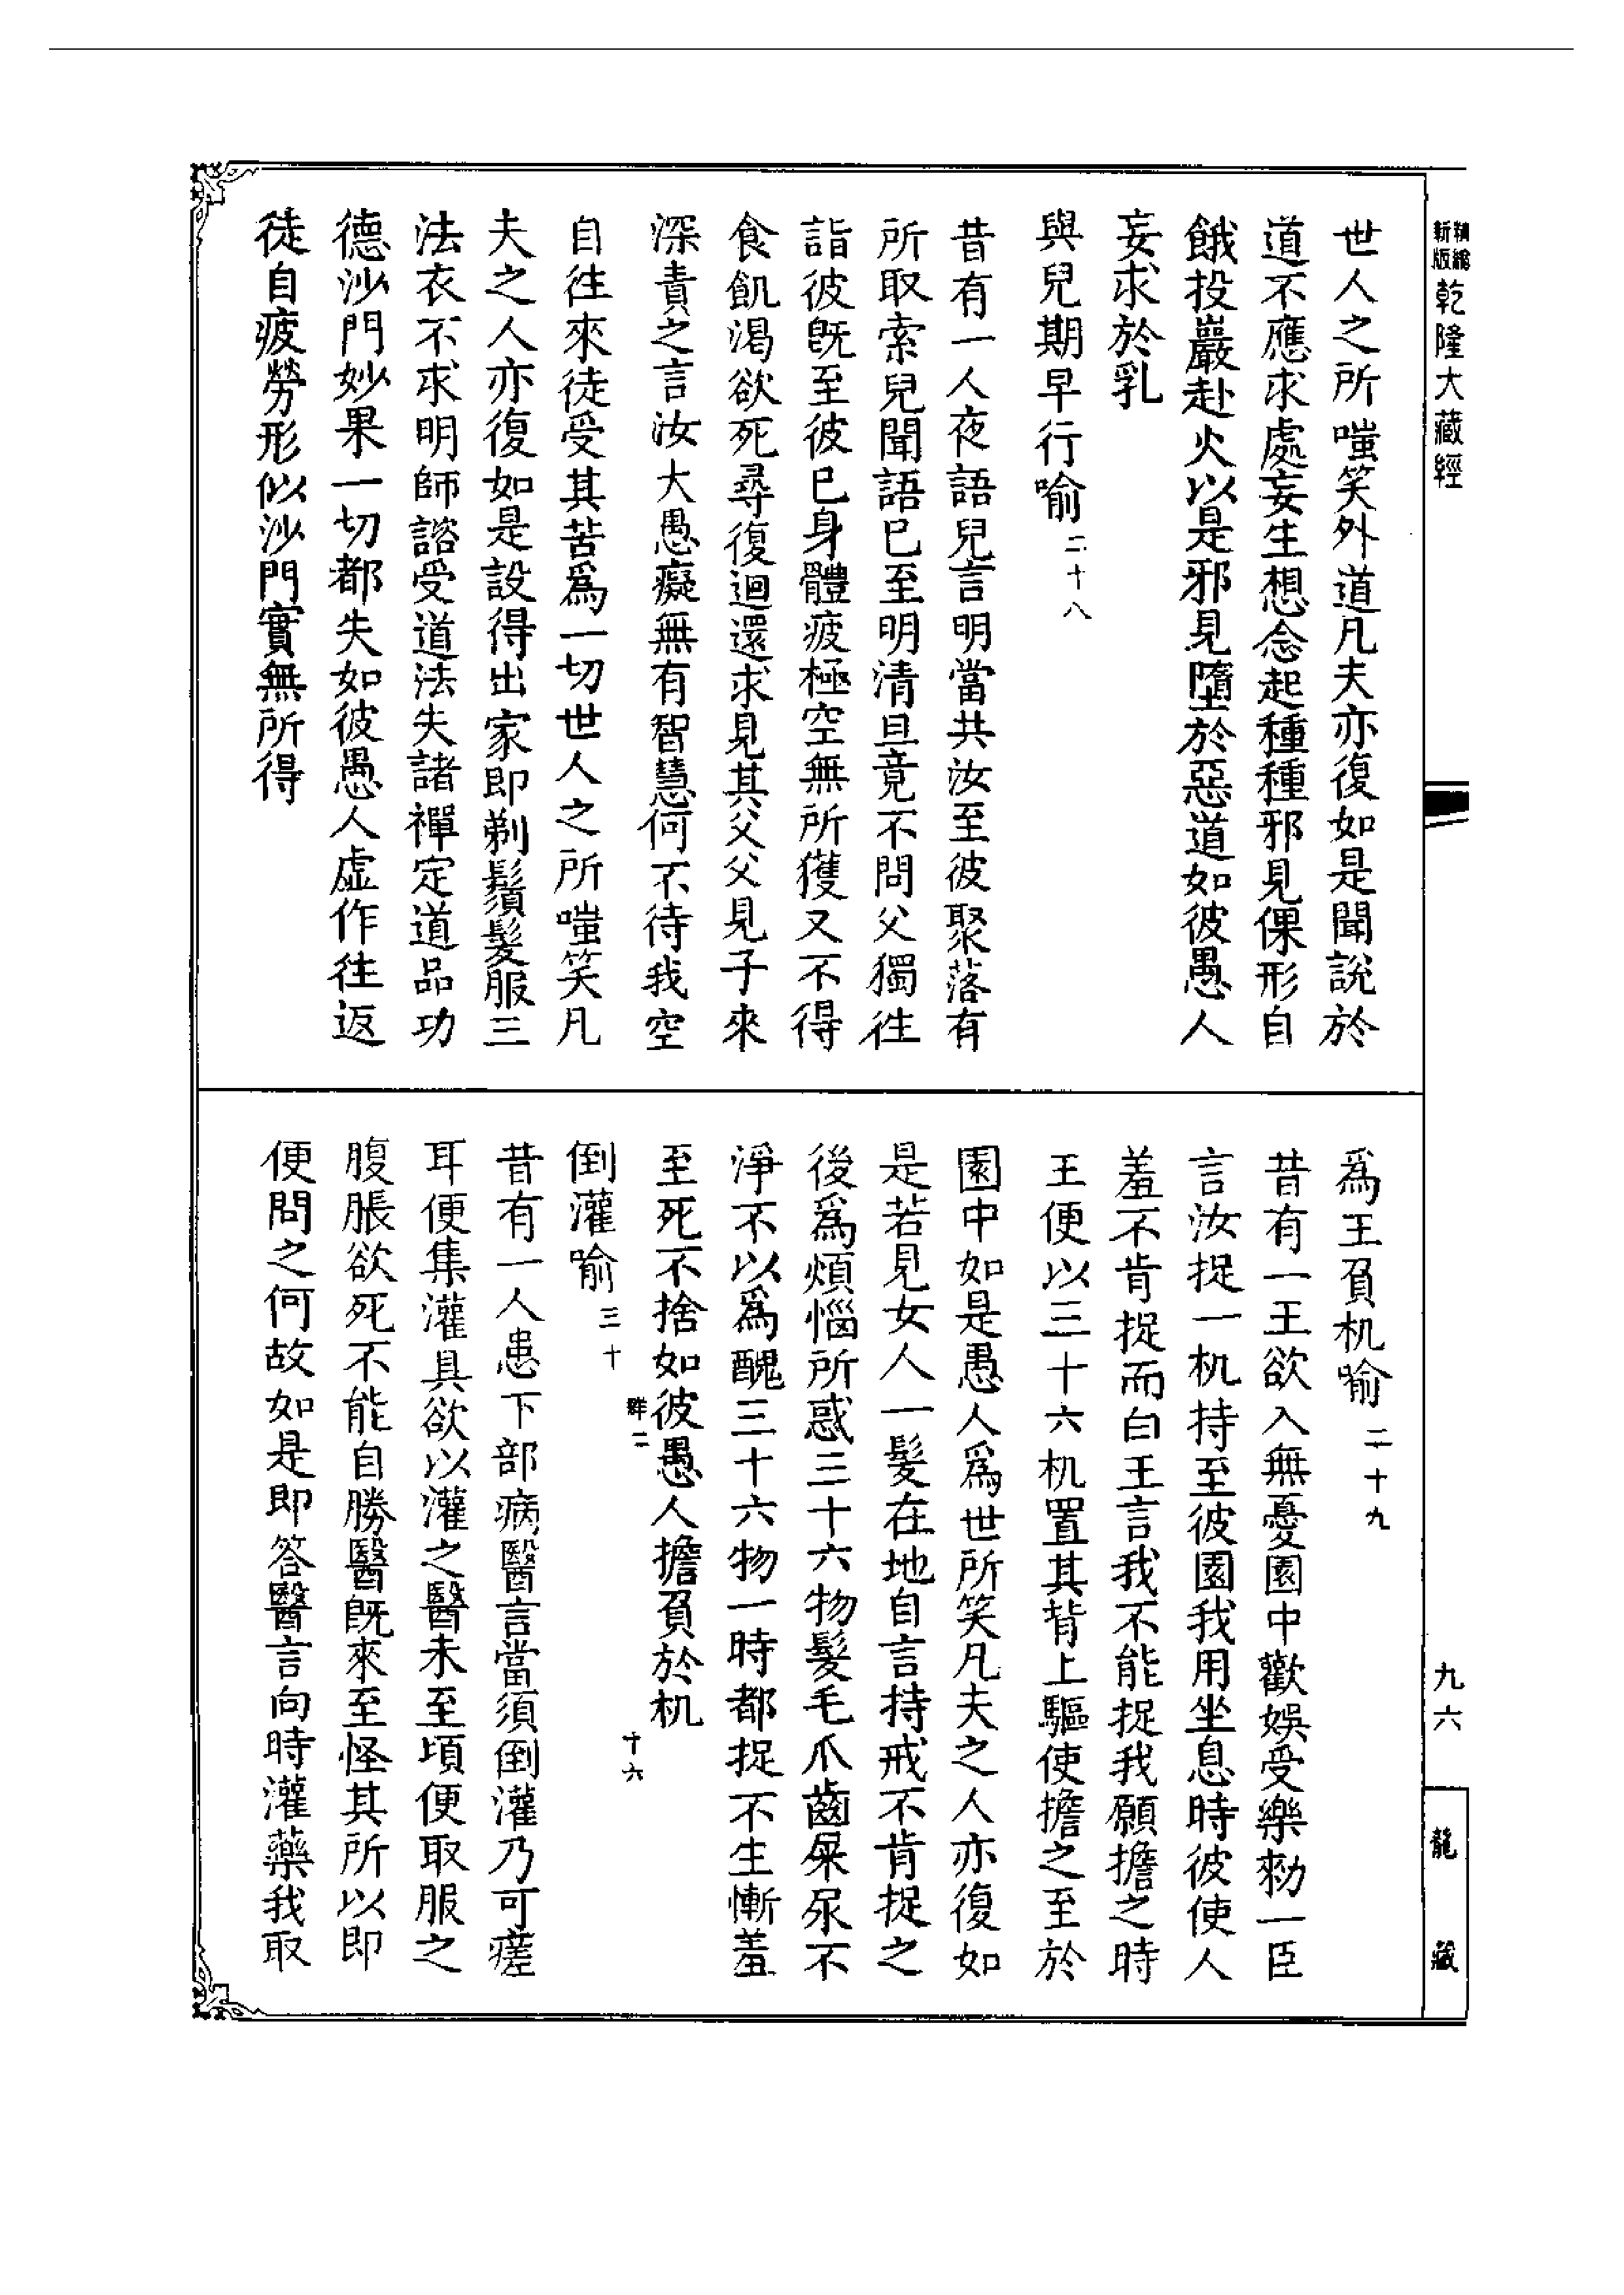 新編
新版
乾隆大藏經
世人之所嗤笑外道凡夫亦復如是聞說於
道不應求處妄生想念起種種邪見倮形自
餓投巖赴火以是邪見墮於惡道如彼愚人
妄求於乳
與兒期早行喻二十八
昔有一人夜語兒言明當共汝至彼聚落有
所取索兒聞語已至明清旦竟不問父獨往
詣彼旣至彼已身體疲極空無所獲又不得
食飢渴欲死尋復迴還求見其父父見子來
深責之言汝大愚癡無有智慧何不待我空
自往來徒受其苦爲一切世人之所嗤笑凡
夫之人亦復如是設得出家即剃鬚髮服三
法衣不求明師諮受道法失諸禪定道品功
德沙門妙果一切都失如彼愚人虛作往返
徒自疲勞形似沙門實無所得
爲王負机喻二十九
昔有一王欲入無憂園中歡娛受樂勑一臣
言汝捉一机持至彼園我用坐息時彼使人
羞不肯捉而白王言我不能捉我願擔之時
王便以三十六机置其背上驅使擔之至於
園中如是愚人爲世所笑凡夫之人亦復如
是若見女人一髮在地自言持戒不肯捉之
後爲煩惱所惑三十六物髮毛爪齒屎尿不
淨不以爲醜三十六物一時都捉不生慚羞
至死不捨如彼愚人擔負於机
倒灌喻三十
昔有一人患下部病醫言當須倒灌乃可瘥
耳便集灌具欲以灌之醫未至頃便取服之
腹脹欲死不能自勝醫旣來至怪其所以即
便問之何故如是即答醫言向時灌藥我取
十六
九六
龍藏